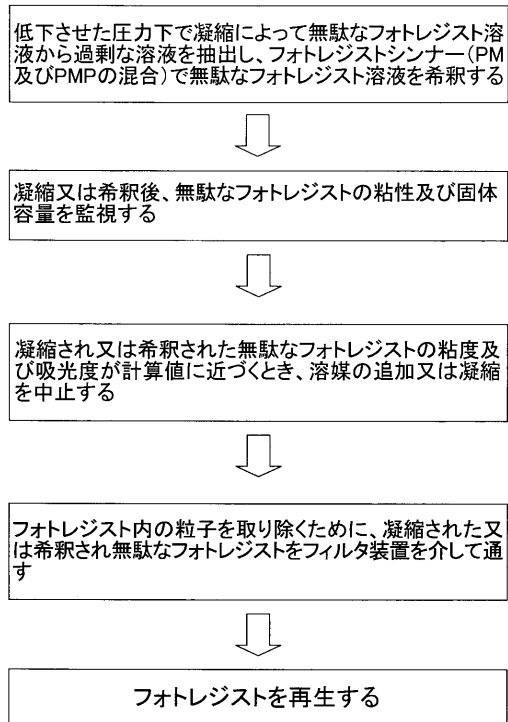 低下させた圧力下で凝縮によって無駄なフォトレジスト溶
液から過剰な溶液を抽出し、フォトレジストシンナー(PM
及びPMPの混合)で無駄なフォトレジスト溶液を希釈する
凝縮又は希釈後、無駄なフォトレジストの粘性及び固体
容量を監視する
凝縮され又は希釈された無駄なフォトレジストの粘度及
び吸光度が計算値に近づくとき、溶媒の追加又は凝縮
を中止する
フォトレジスト内の粒子を取り除くために、凝縮された又
は希釈され無駄なフォトレジストをフィルタ装置を介して通
す
フォトレジストを再生する